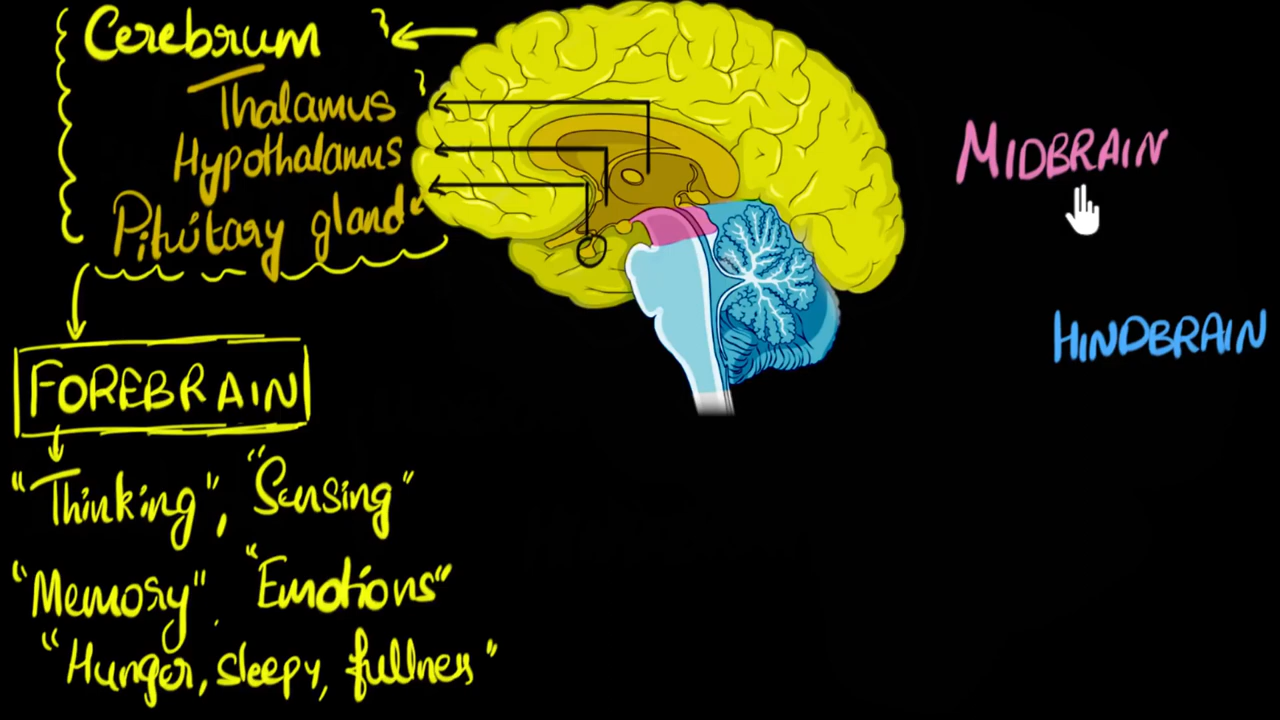 Cerebrum
Thalamus
Hypothalamus
Pituitary gland
MIDBRAIN
HINDBRAIN
FOREBRAIN
"Thinking", "Sensing"
"Memory", "Emotions"
"Hunger, sleepy, fullness"